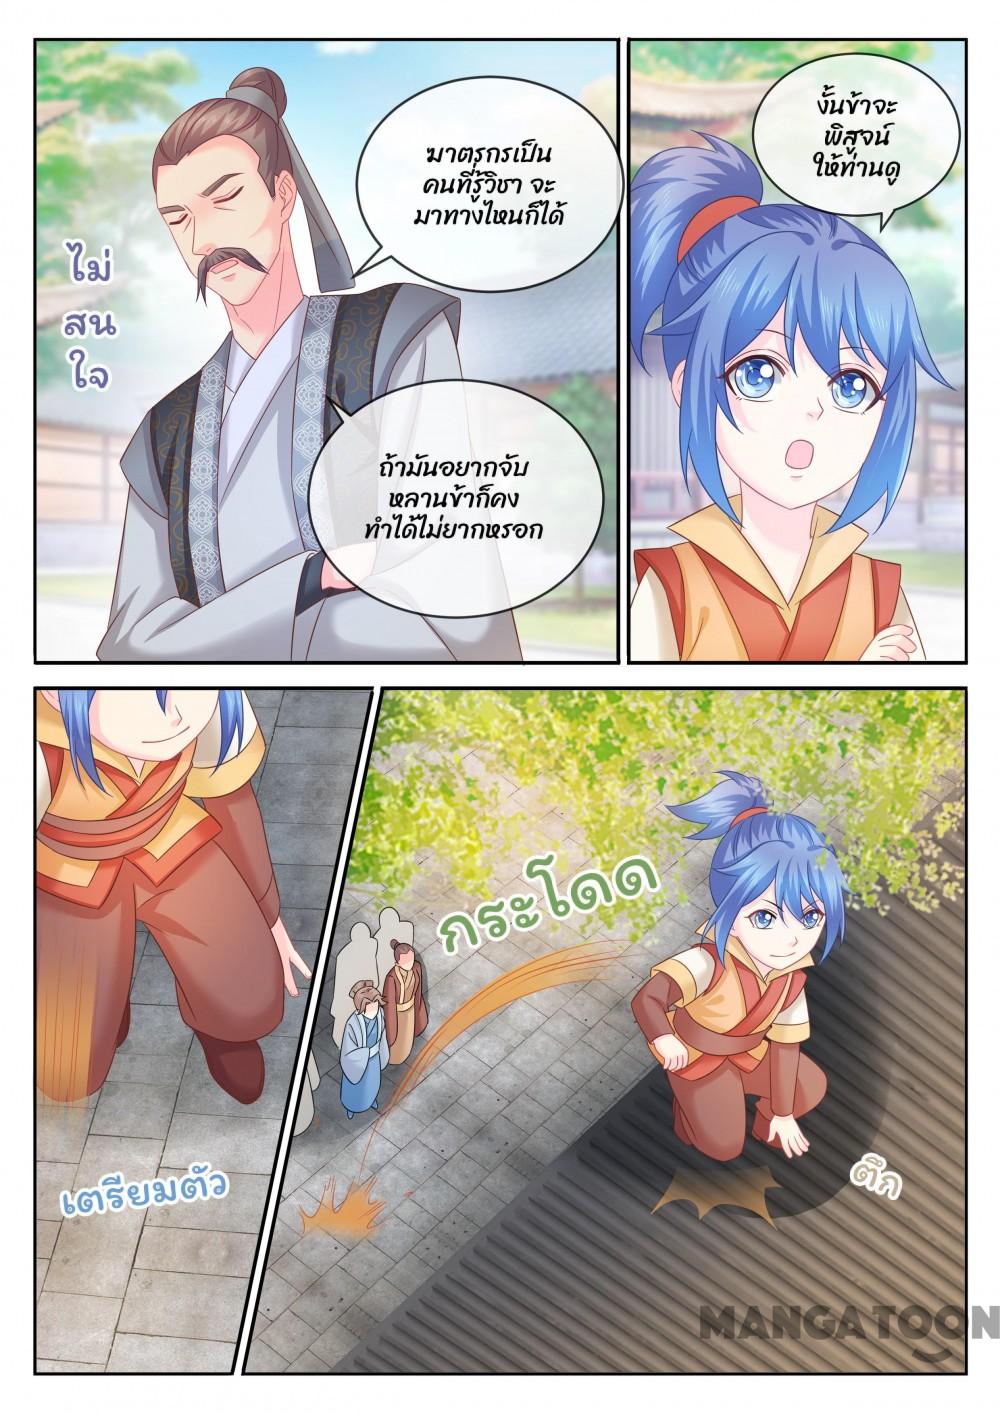 ฆาตรกรเป็น
คนที่รู้วิชา จะ
มาทางไหนก็ได้
ไม่
สน
ใจ
ถ้ามันอยากจับ
หลานข้าก็คง
ทำได้ไม่ยากหรอก
งั้นข้าจะ
พิสูจน์
ให้ท่านดู
เตรียมตัว
กระโดด
ตึก
MANGATOON